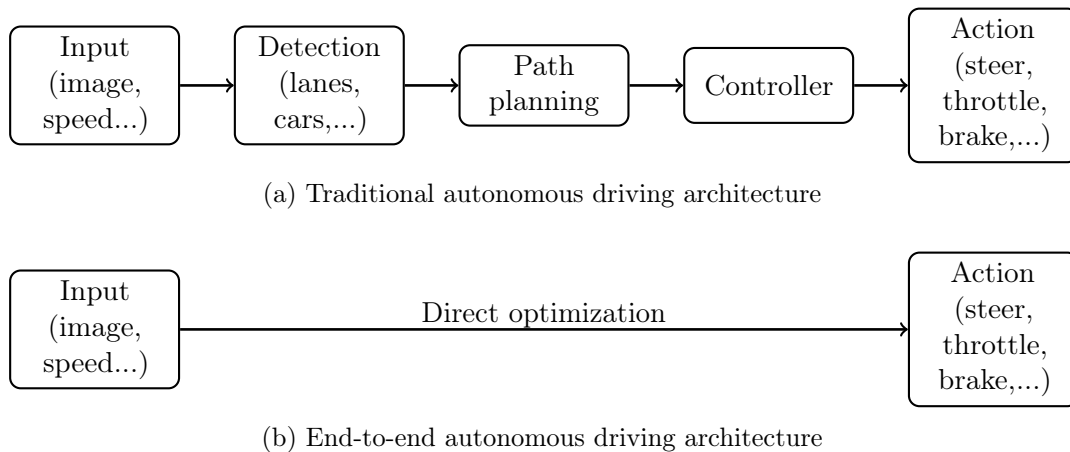 Input
(image,
speed...)
Detection
(lanes,
cars,...)
Path
planning
Controller
Action
(steer,
throttle,
brake,...)
(a) Traditional autonomous driving architecture
Input
(image,
speed...)
Direct optimization
Action
(steer,
throttle,
brake,...)
(b) End-to-end autonomous driving architecture